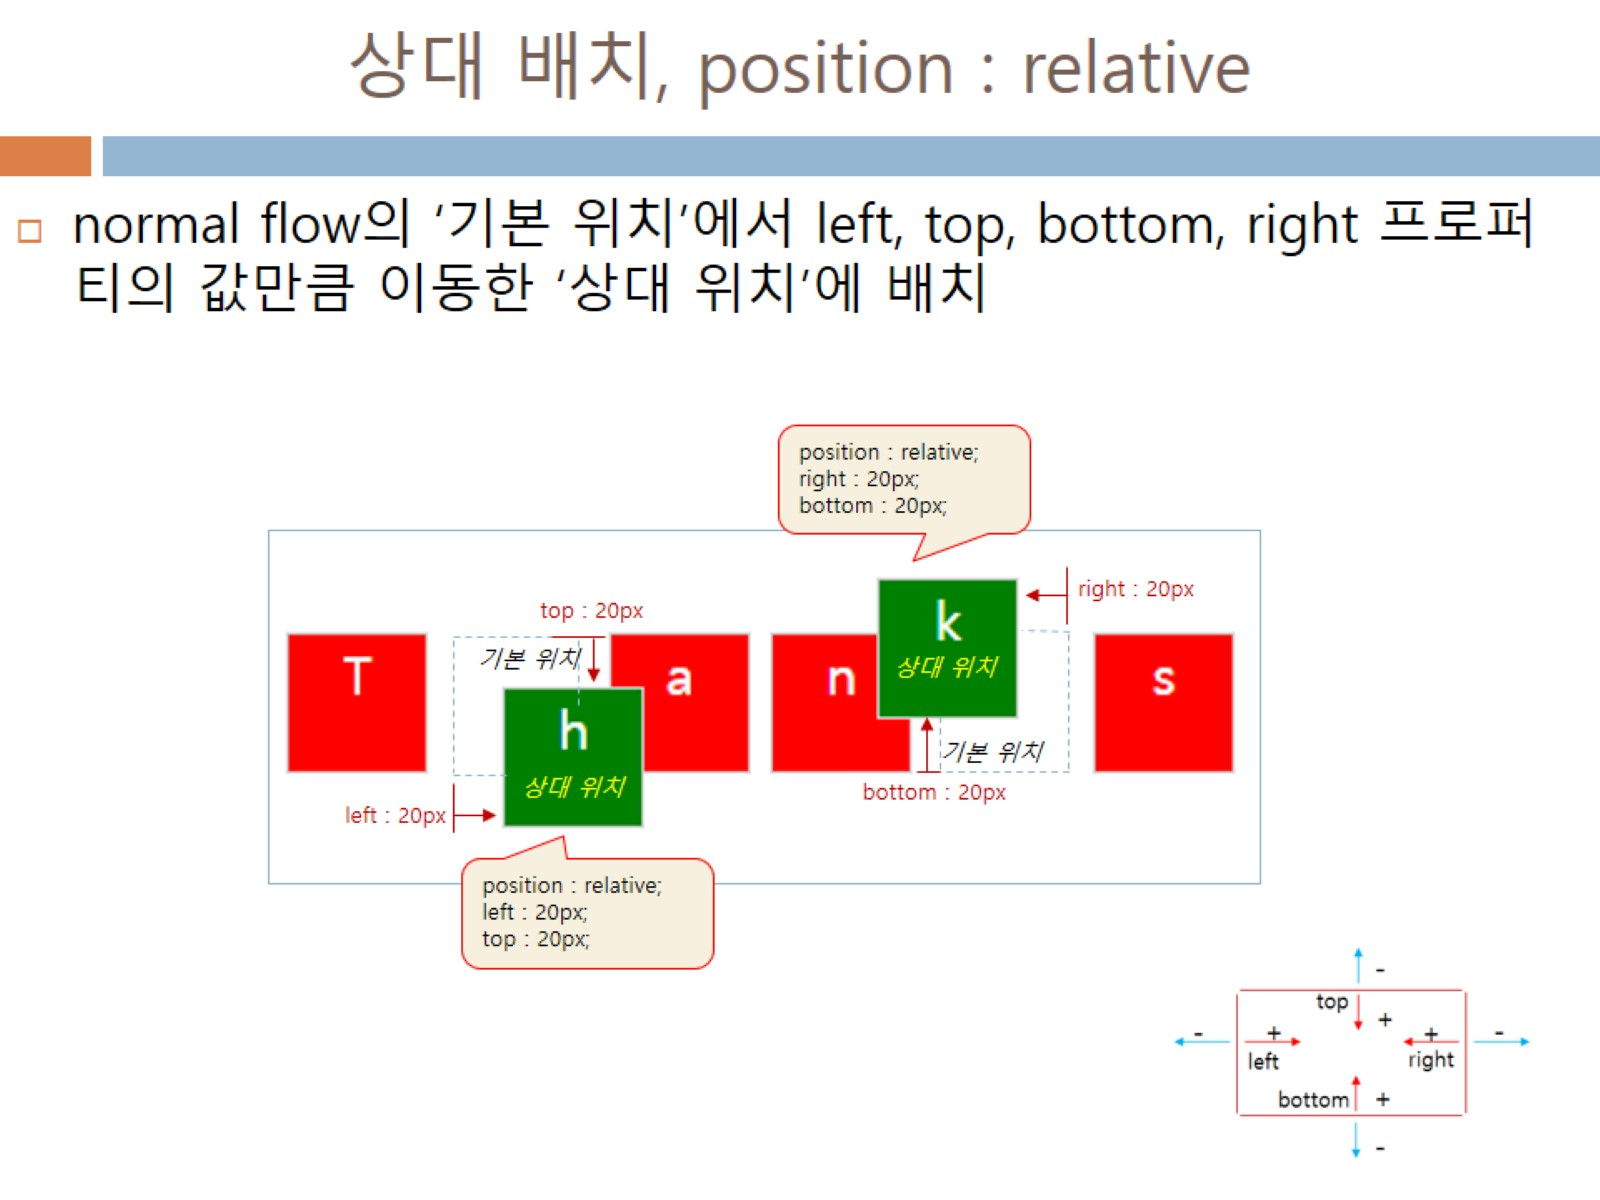 상대 배치, position : relative
normal flow의 ‘기본 위치’에서 left, top, bottom, right 프로퍼
티의 값만큼 이동한 ‘상대 위치’에 배치
position : relative;
right : 20px;
bottom : 20px;
right : 20px
top : 20px
T
기본 위치
h
상대 위치
a
n
k
상대 위치
기본 위치
s
left : 20px
bottom : 20px
position : relative;
left : 20px;
top : 20px;
-
top
+
-
+
left
+
right
-
bottom
+
-